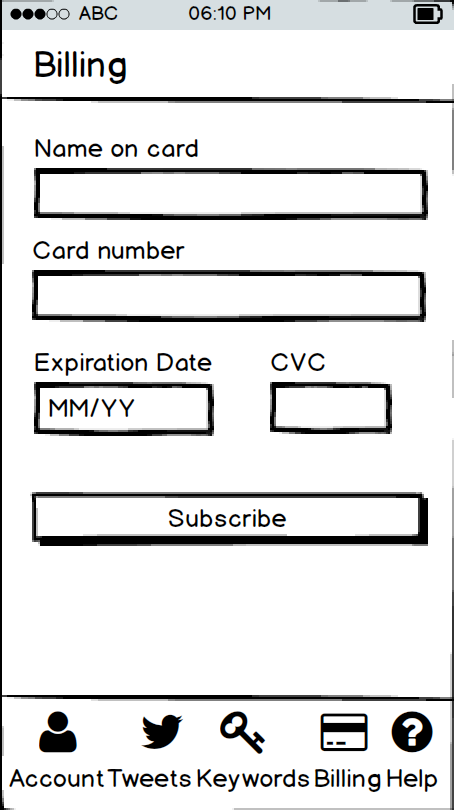 ABC 06:10 PM
Billing
Name on card
Card number
Expiration Date CVC
MM/YY
Subscribe
Account Tweets Keywords Billing Help